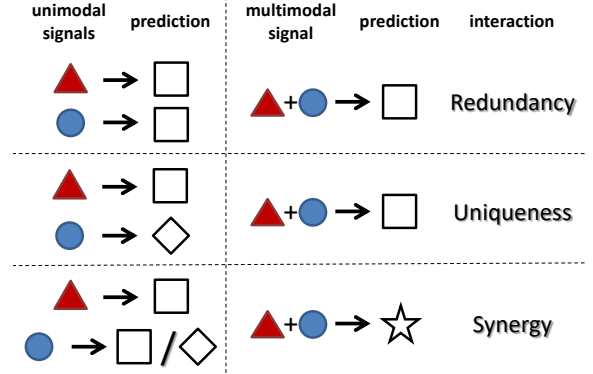 unimodal signals
prediction
multimodal signal
prediction
interaction
+
Redundancy
+
Uniqueness
/
+
Synergy